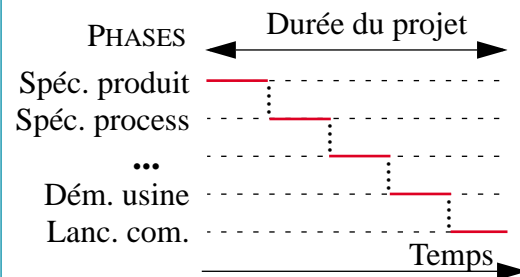 Durée du projet
PHASES
Spéc. produit
Spéc. process
...
Dém. usine
Lanc. com.
Temps